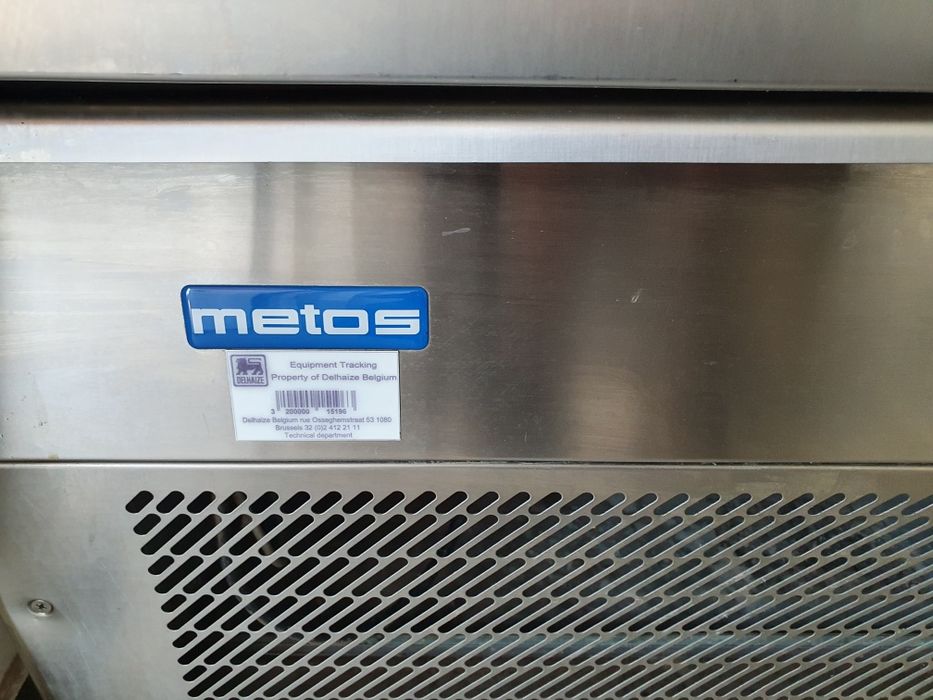 metos
DELHAIZE
Equipment Tracking
Property of Delhaize Belgium
3 200000 15196
Delhaize Belgium rue Osseghemstraat 53 1080
Brussels 32 (0)2 412 21 11
Technical department